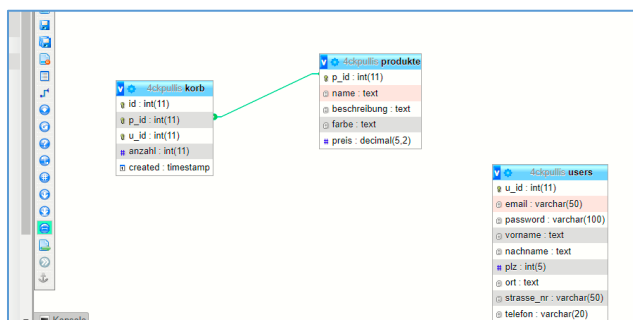 4ckpullis korb
id : int(11)
p_id : int(11)
u_id : int(11)
anzahl : int(11)
created : timestamp
v 4ckpullis produkte
p_id : int(11)
name : text
beschreibung : text
farbe : text
# preis : decimal(5,2)
v 4ckpullis users
u_id : int(11)
email : varchar(50)
password : varchar(100)
vorname : text
nachname : text
# plz : int(5)
ort : text
strasse_nr : varchar(50)
telefon : varchar(20)
Konsole